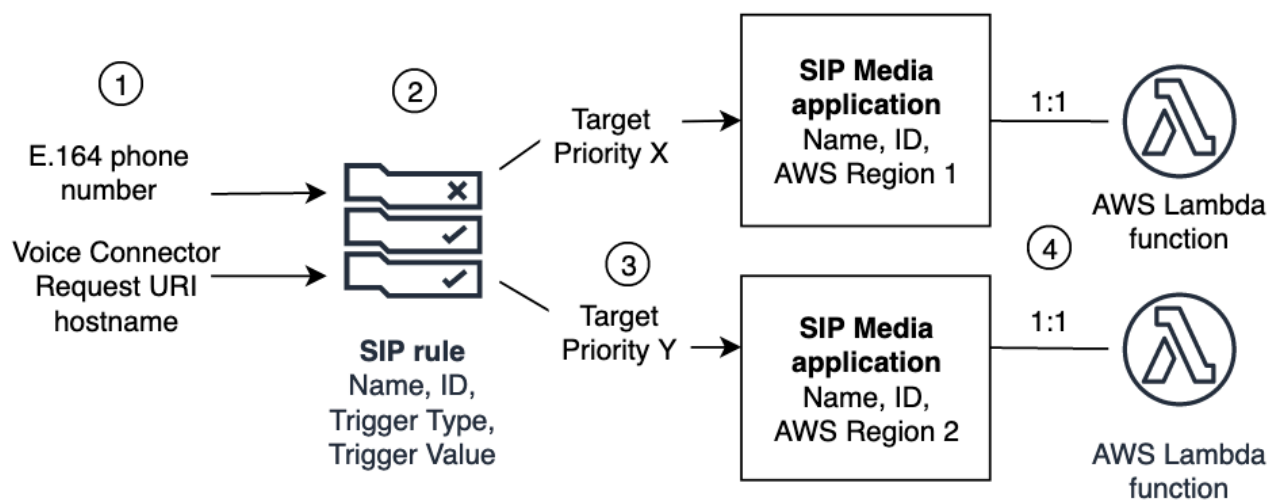 1
E.164 phone
number
Voice Connector
Request URI
hostname
2
SIP rule
Name, ID,
Trigger Type,
Trigger Value
Target
Priority X
3
Target
Priority Y
SIP Media
application
Name, ID,
AWS Region 1
SIP Media
application
Name, ID,
AWS Region 2
1:1
AWS Lambda
function
4
1:1
AWS Lambda
function